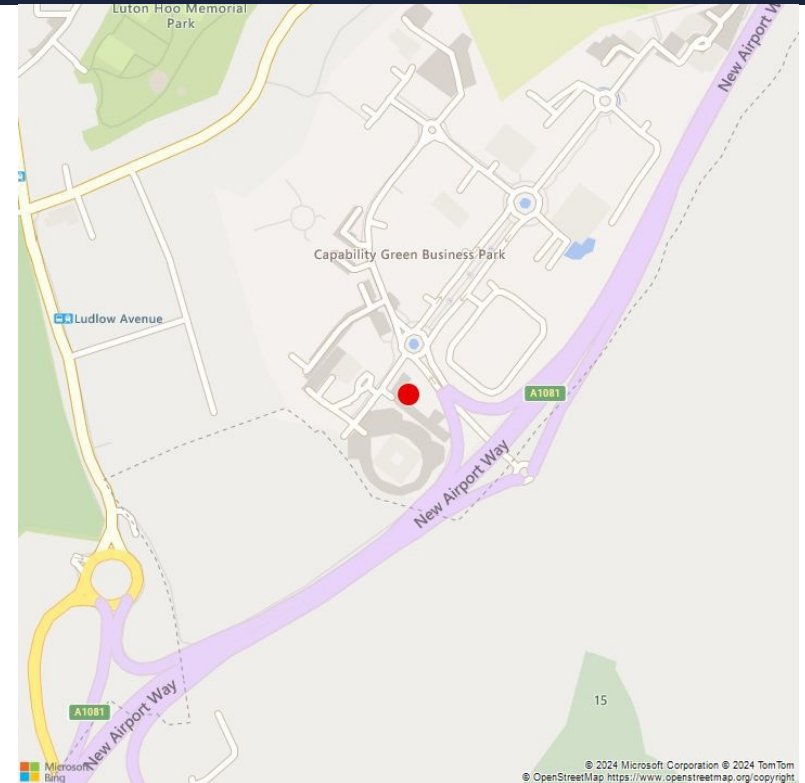 Luton Hoo Memorial
Park
New Airport W
Capability Green Business Park
Ludlow Avenue
A1081
New Airport Way
15
A1081
New Airport Way
Microsoft
Bing
© 2024 Microsoft Corporation © 2024 TomTom
© OpenStreetMap https://www.openstreetmap.org/copyright